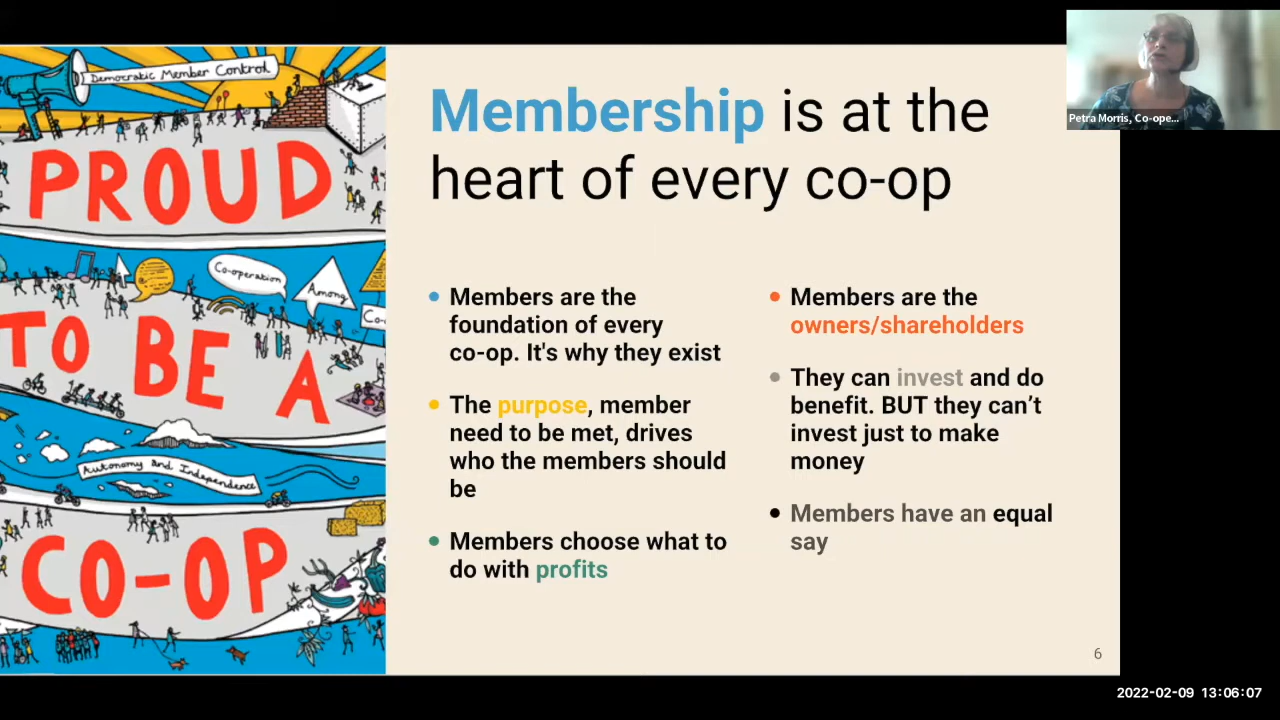 Democratic Member Control
PROUD
Co-operation
Among
Co-
TO BE A
Autonomy and Independence
CO-OP
Membership is at the
heart of every co-op
Members are the
foundation of every
co-op. It's why they exist
The purpose, member
need to be met, drives
who the members should
be
Members choose what to
do with profits
Members are the
owners/shareholders
They can invest and do
benefit. BUT they can’t
invest just to make
money
Members have an equal
say
6
Petra Morris, Co-ope...
2022-02-09 13:06:07